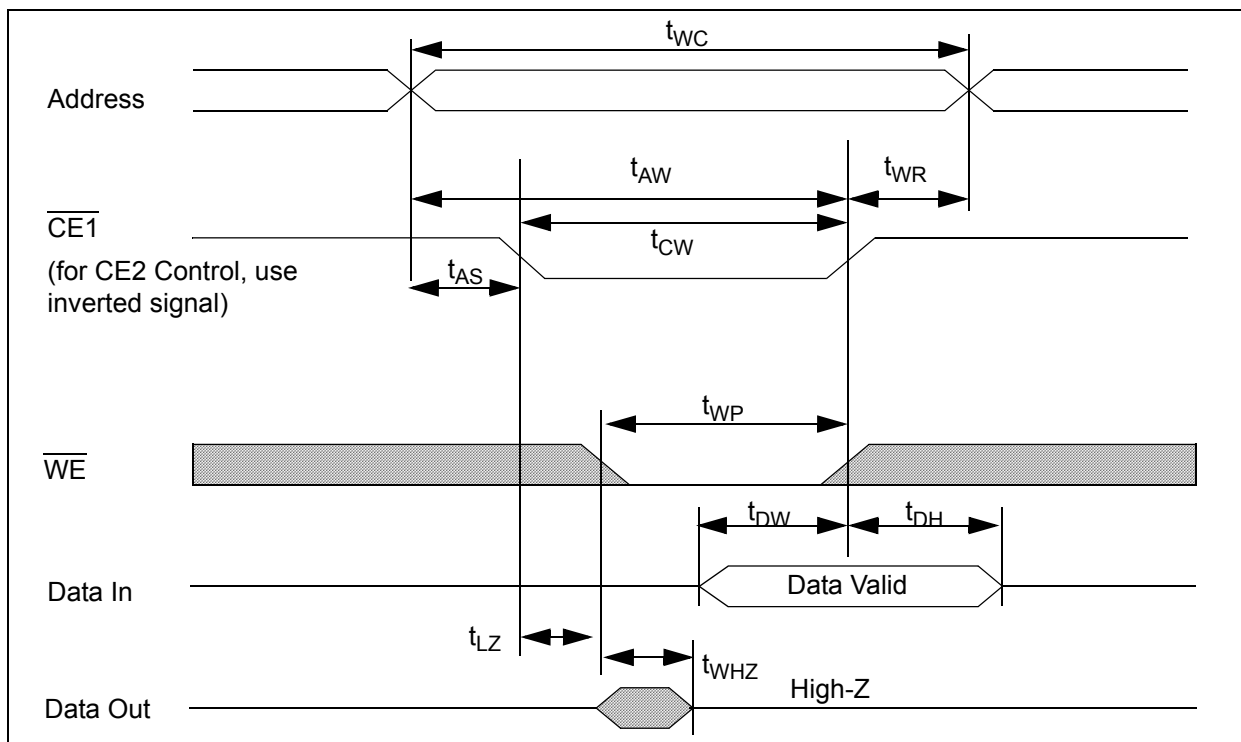 tWC
Address
tAW
tWR
CE1
tCW
(for CE2 Control, use
inverted signal)
tAS
tWP
WE
tDW
tDH
Data In
Data Valid
tLZ
tWHZ
High-Z
Data Out